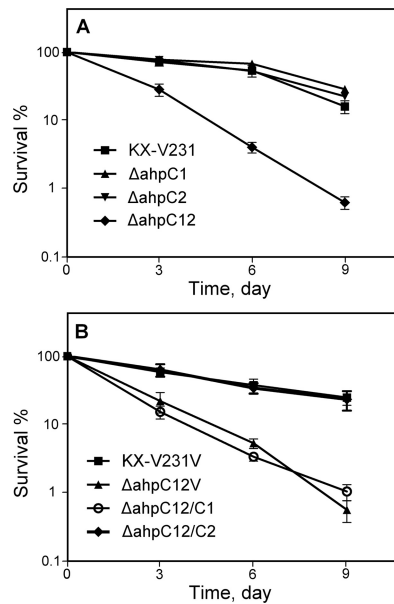 A
Survival %
100
10
1
0.1
KX-V231
ΔahpC1
ΔahpC2
ΔahpC12
0 3 6 9
Time, day
B
Survival %
100
10
1
0.1
KX-V231V
ΔahpC12V
ΔahpC12/C1
ΔahpC12/C2
0 3 6 9
Time, day